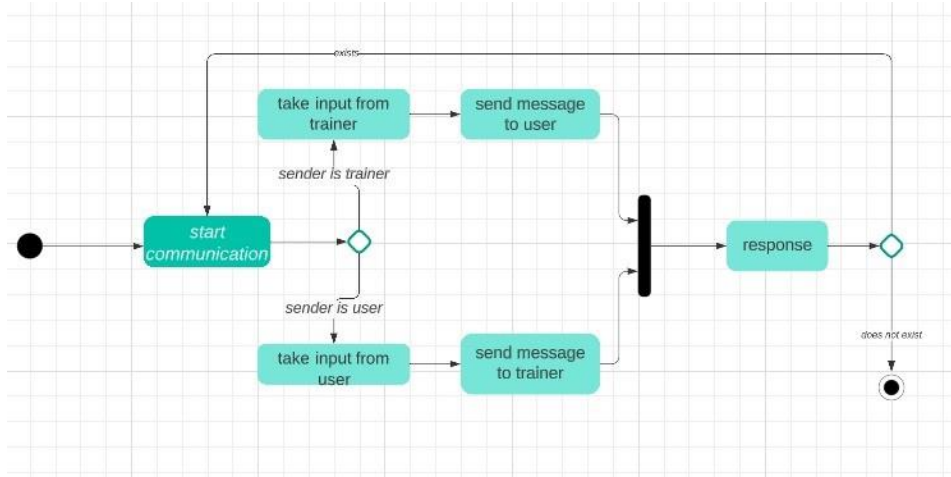 exists
take input from
trainer
send message
to user
sender is trainer
start
communication
response
sender is user
does not exist
take input from
user
send message
to trainer